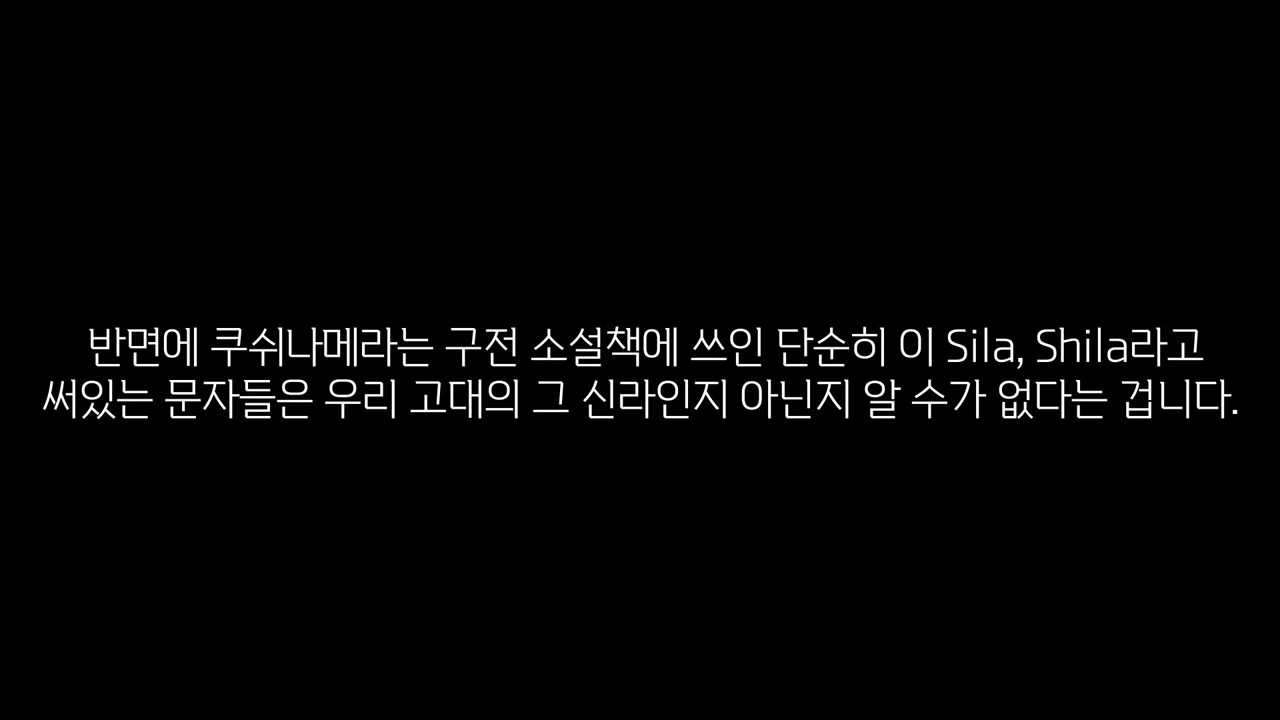 반면에 쿠쉬나메라는 구전 소설책에 쓰인 단순히 이 Sila, Shila라고
써있는 문자들은 우리 고대의 그 신라인지 아닌지 알 수가 없다는 겁니다.